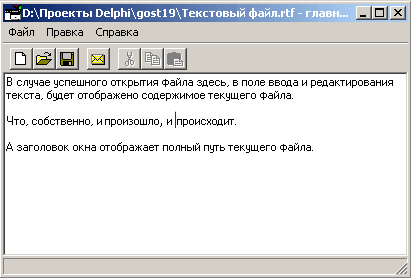 D:\Проекты Delphi\gost19\Текстовый файл.rtf - главн...
Файл Правка Справка
В случае успешного открытия файла здесь, в поле ввода и редактирования
текста, будет отображено содержимое текущего файла.
Что, собственно, и произошло, и происходит.
А заголовок окна отображает полный путь текущего файла.